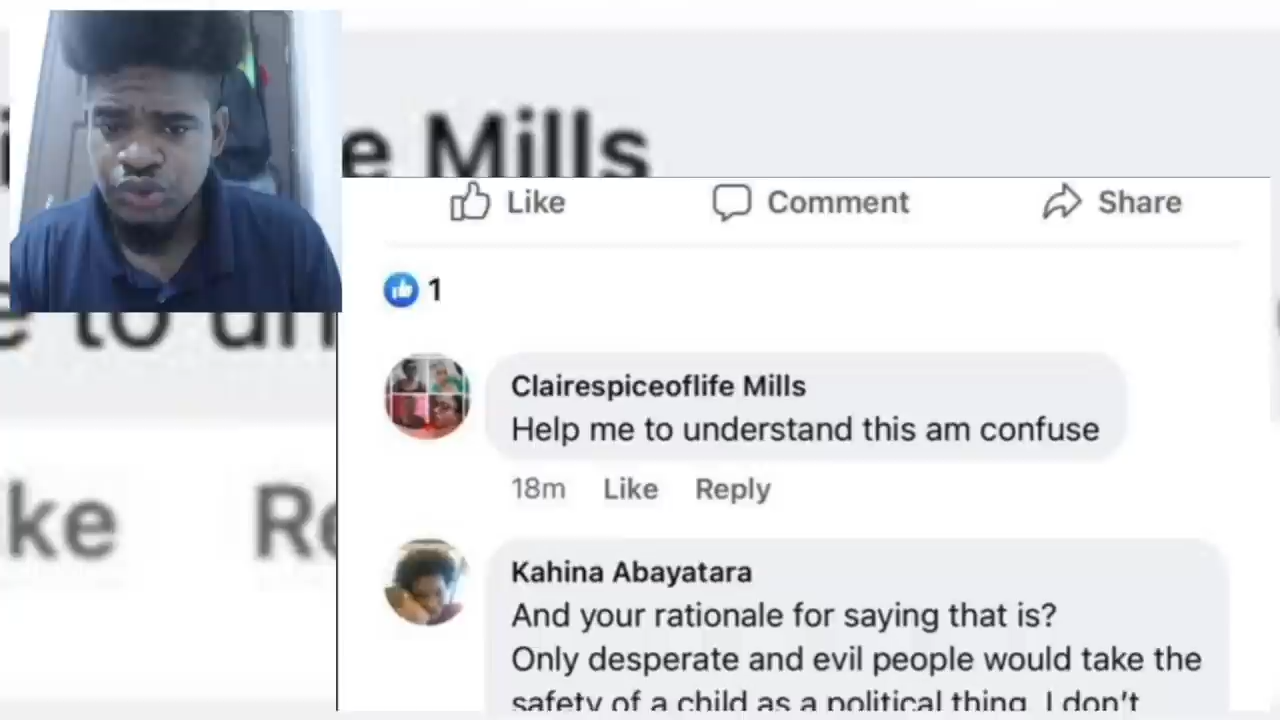 e Mills
Like Comment Share
1
Clairespiceoflife Mills
Help me to understand this am confuse
18m Like Reply
e to un
ke Re
Kahina Abayatara
And your rationale for saying that is?
Only desperate and evil people would take the
safety of a child as a political thing. I don't